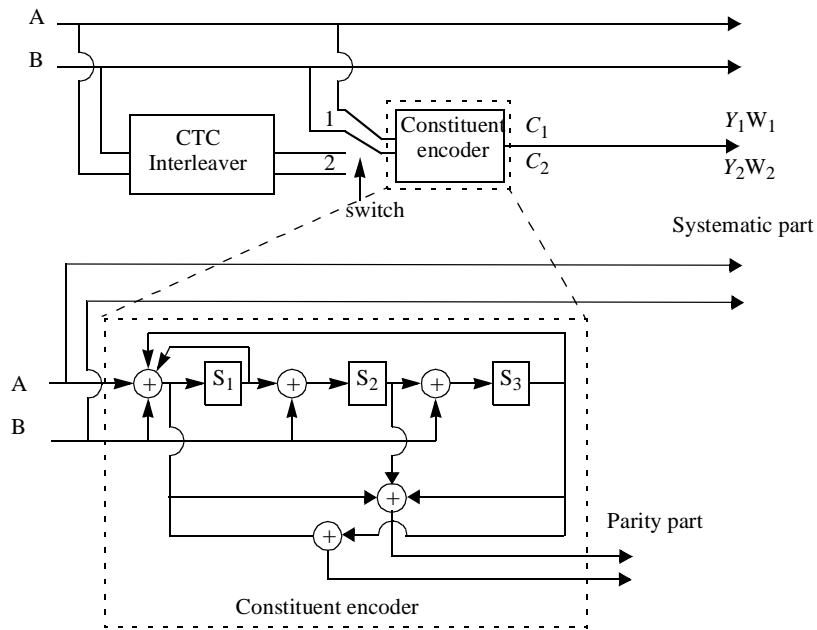 A
B
CTC
Interleaver
1
2
switch
Constituent
encoder
C1
C2
Y1W1
Y2W2
Systematic part
A
B
+
S1
+
S2
+
S3
+
+
Parity part
Constituent encoder